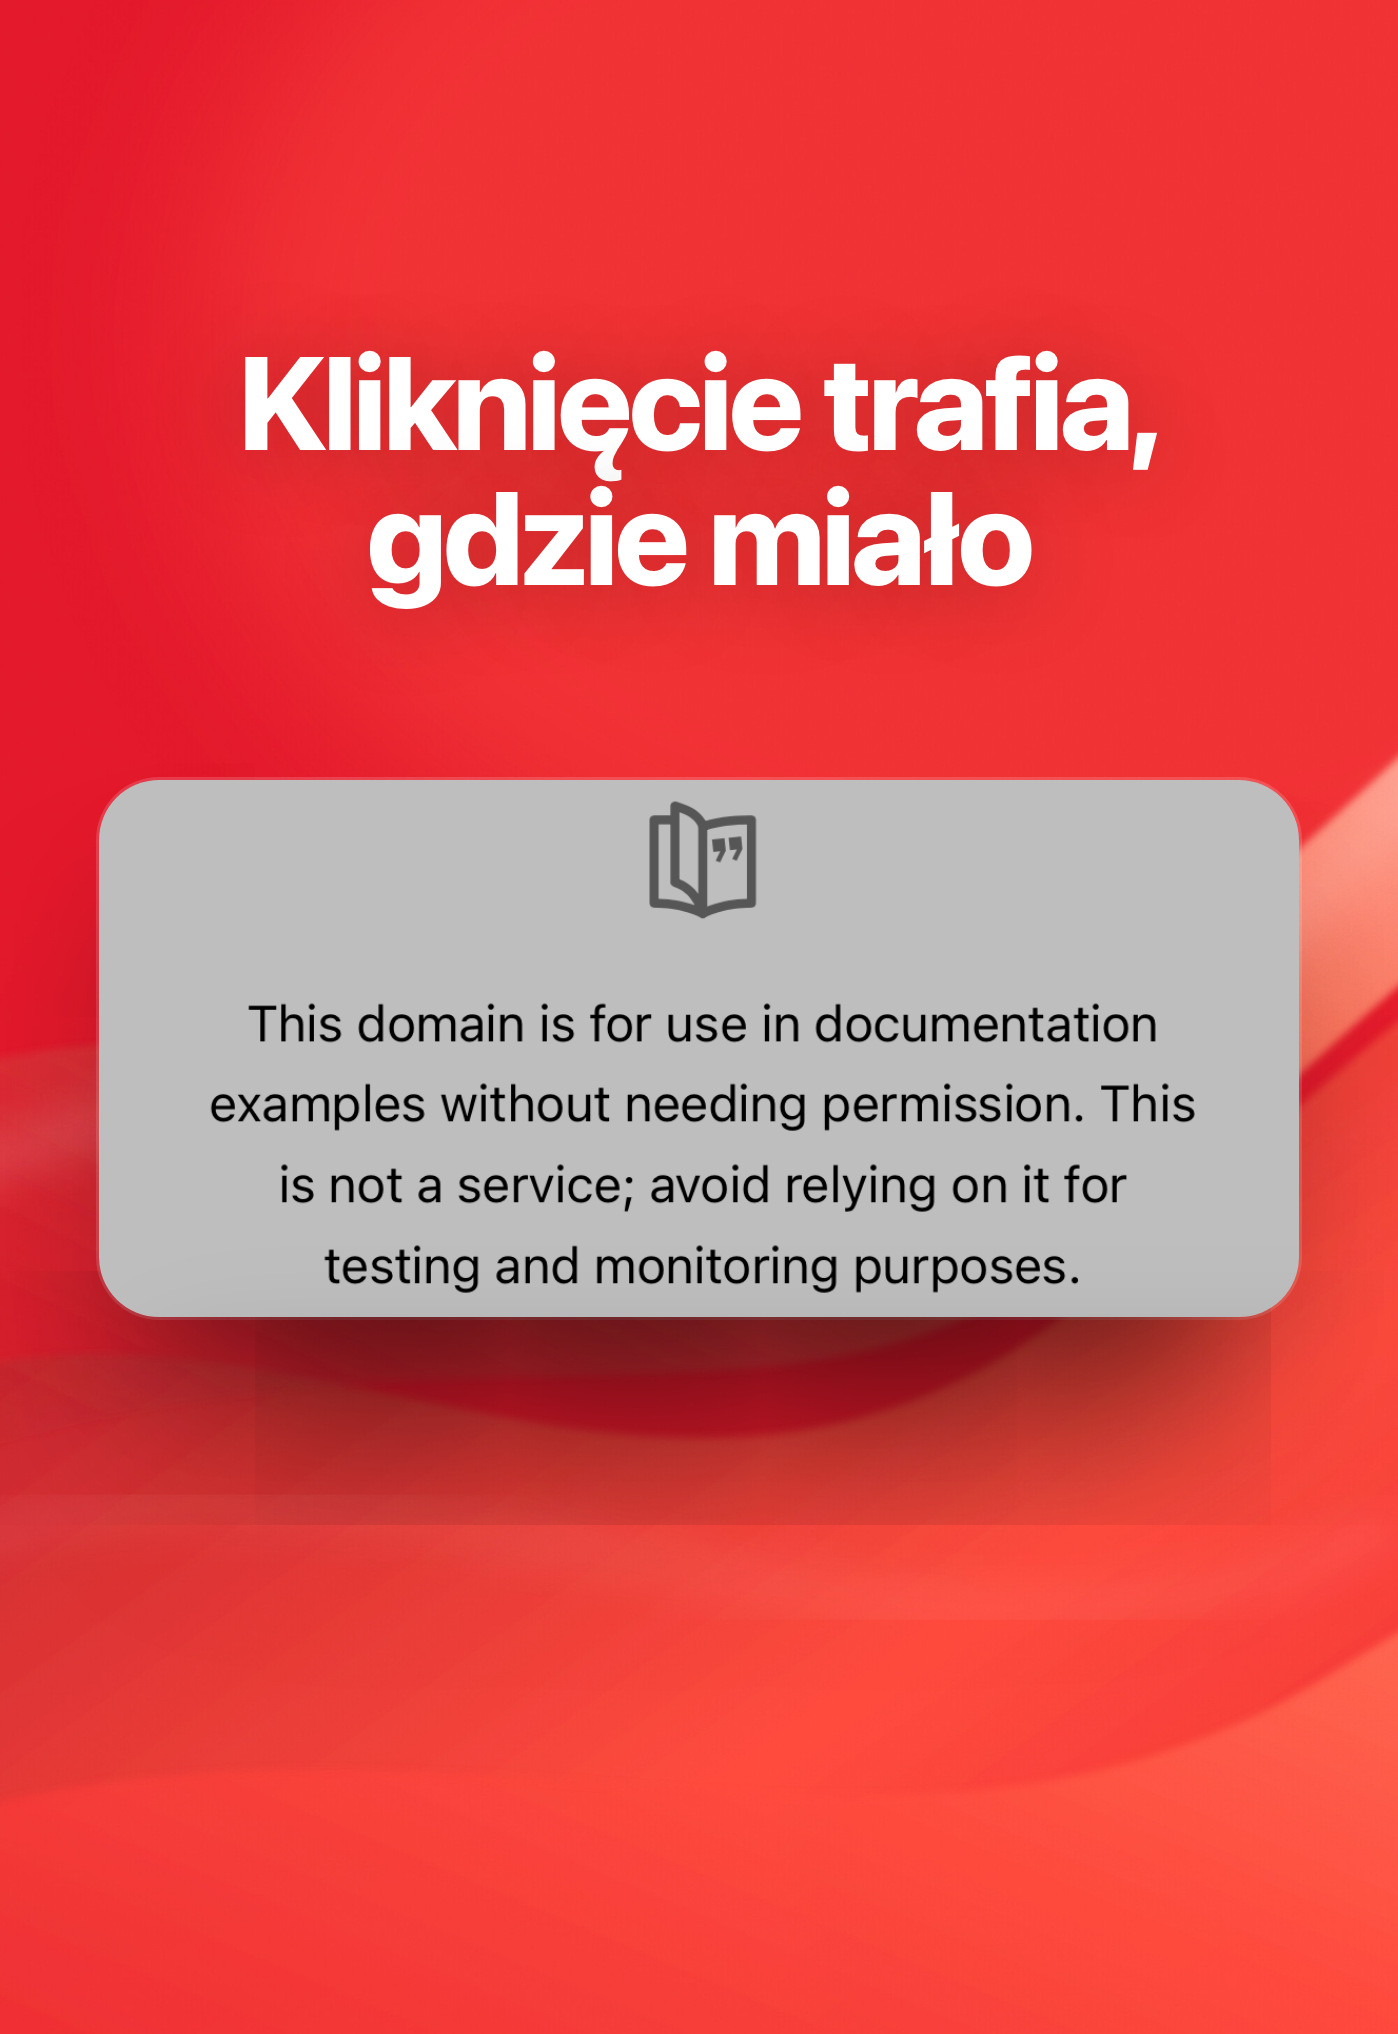 Kliknięcie trafia,
gdzie miało
This domain is for use in documentation
examples without needing permission. This
is not a service; avoid relying on it for
testing and monitoring purposes.